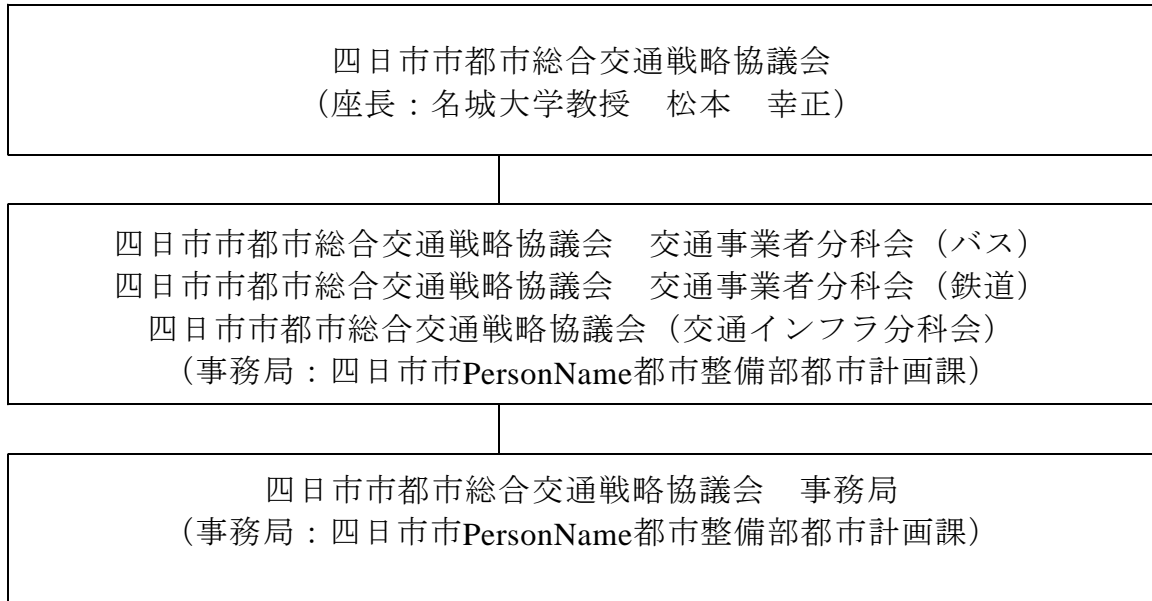 四日市市都市総合交通戦略協議会
（座長：名城大学教授　松本　幸正）
四日市市都市総合交通戦略協議会　交通事業者分科会（バス）
四日市市都市総合交通戦略協議会　交通事業者分科会（鉄道）
四日市市都市総合交通戦略協議会（交通インフラ分科会）
（事務局：四日市市PersonName都市整備部都市計画課）
四日市市都市総合交通戦略協議会　事務局
（事務局：四日市市PersonName都市整備部都市計画課）